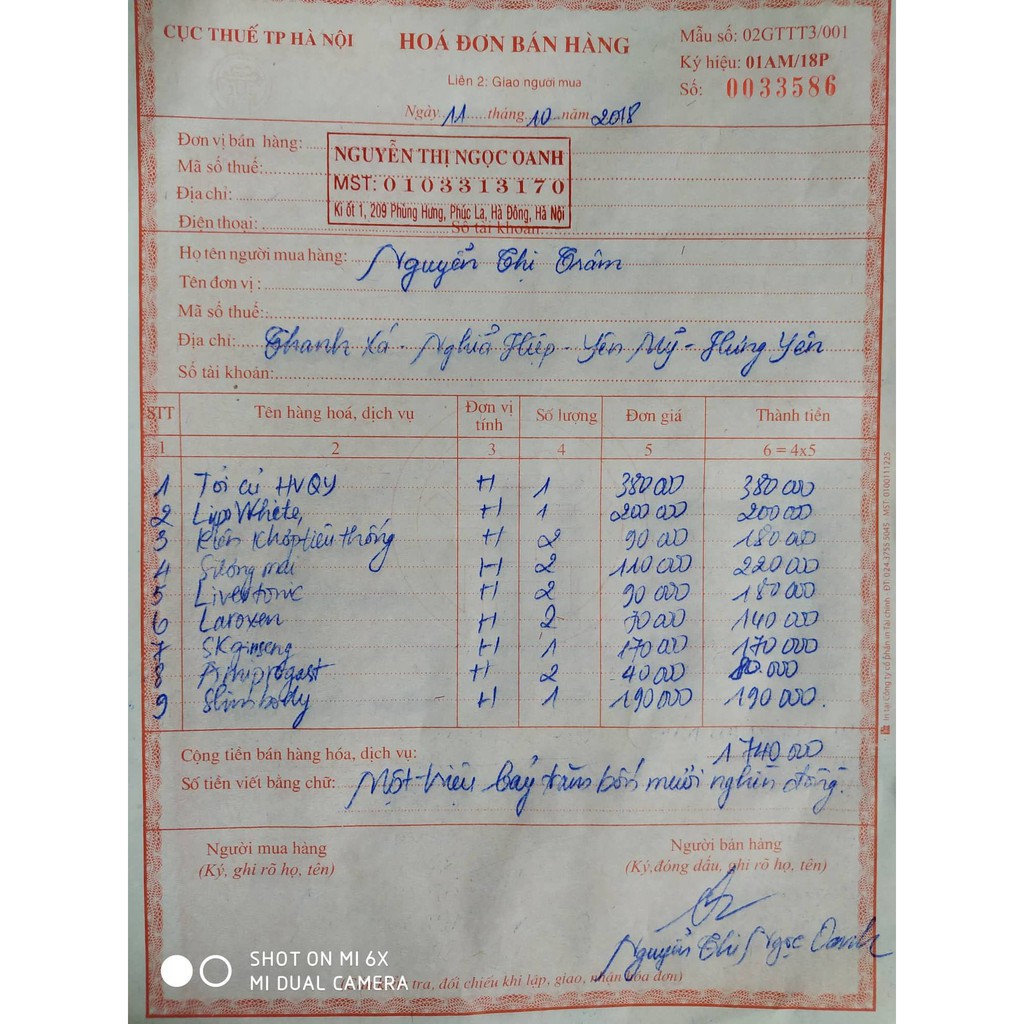 CỤC THUẾ TP HÀ NỘI
HOÁ ĐƠN BÁN HÀNG
Mẫu số: 02GTTT3/001
Ký hiệu: 01AM/18P
Liên 2: Giao người mua
Số: 0033586
Ngày 11 tháng 10 năm 2018
Đơn vị bán hàng:
NGUYỄN THỊ NGỌC OANH
Mã số thuế:
MST: 0103313170
Địa chỉ:
Ki ốt 1, 209 Phùng Hưng, Phúc La, Hà Đông, Hà Nội
Điện thoại: Số tài khoản:
Họ tên người mua hàng: Nguyễn Thị Trâm
Tên đơn vị:
Mã số thuế:
Địa chỉ: Thanh Xá - Nghĩa Hiệp - Yên Mỹ - Hưng Yên
Số tài khoản:
STT Tên hàng hoá, dịch vụ Đơn vị tính Số lượng Đơn giá Thành tiền
1 2 3 4 5 6 = 4x5
1 Tỏi củ HVQY H 1 380 000 380 000
2 Lipo White H 1 200 000 200 000
3 Khớp tiêu thống H 2 90 000 180 000
4 H 2 110 000 220 000
5 Livertonic H 2 90 000 180 000
6 Laroxen H 2 70 000 140 000
7 SK ginseng H 1 170 000 170 000
8 H 2 40 000 80.000
9 Slim body H 1 190 000 190 000.
Cộng tiền bán hàng hóa, dịch vụ: 1 740 000
Số tiền viết bằng chữ: Một triệu bảy trăm bốn mươi nghìn đồng.
Người mua hàng
(Ký, ghi rõ họ, tên)
Người bán hàng
(Ký, đóng dấu, ghi rõ họ, tên)
Nguyễn Thị Ngọc Oanh
tra, đối chiếu khi lập, giao, nhận hóa đơn)
SHOT ON MI 6X
MI DUAL CAMERA